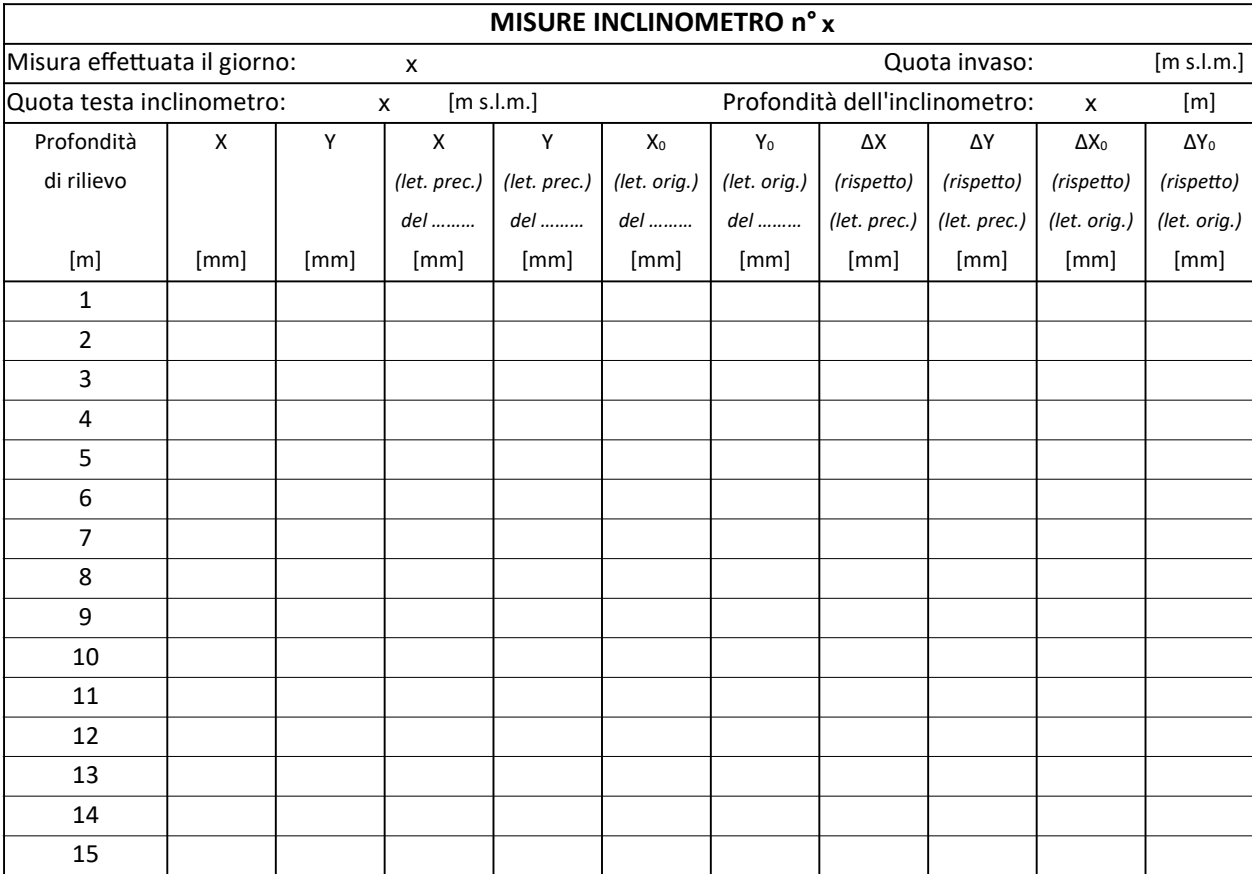 MISURE INCLINOMETRO n° x
Misura effettuata il giorno: x Quota invaso: [m s.l.m.]
Quota testa inclinometro: x [m s.l.m.] Profondità dell'inclinometro: x [m]
Profondità X Y X Y X₀ Y₀ ΔX ΔY ΔX₀ ΔY₀
di rilievo (let. prec.) (let. prec.) (let. orig.) (let. orig.) (rispetto) (rispetto) (rispetto) (rispetto)
del ......... del ......... del ......... del ......... (let. prec.) (let. prec.) (let. orig.) (let. orig.)
[m] [mm] [mm] [mm] [mm] [mm] [mm] [mm] [mm] [mm] [mm]
1
2
3
4
5
6
7
8
9
10
11
12
13
14
15